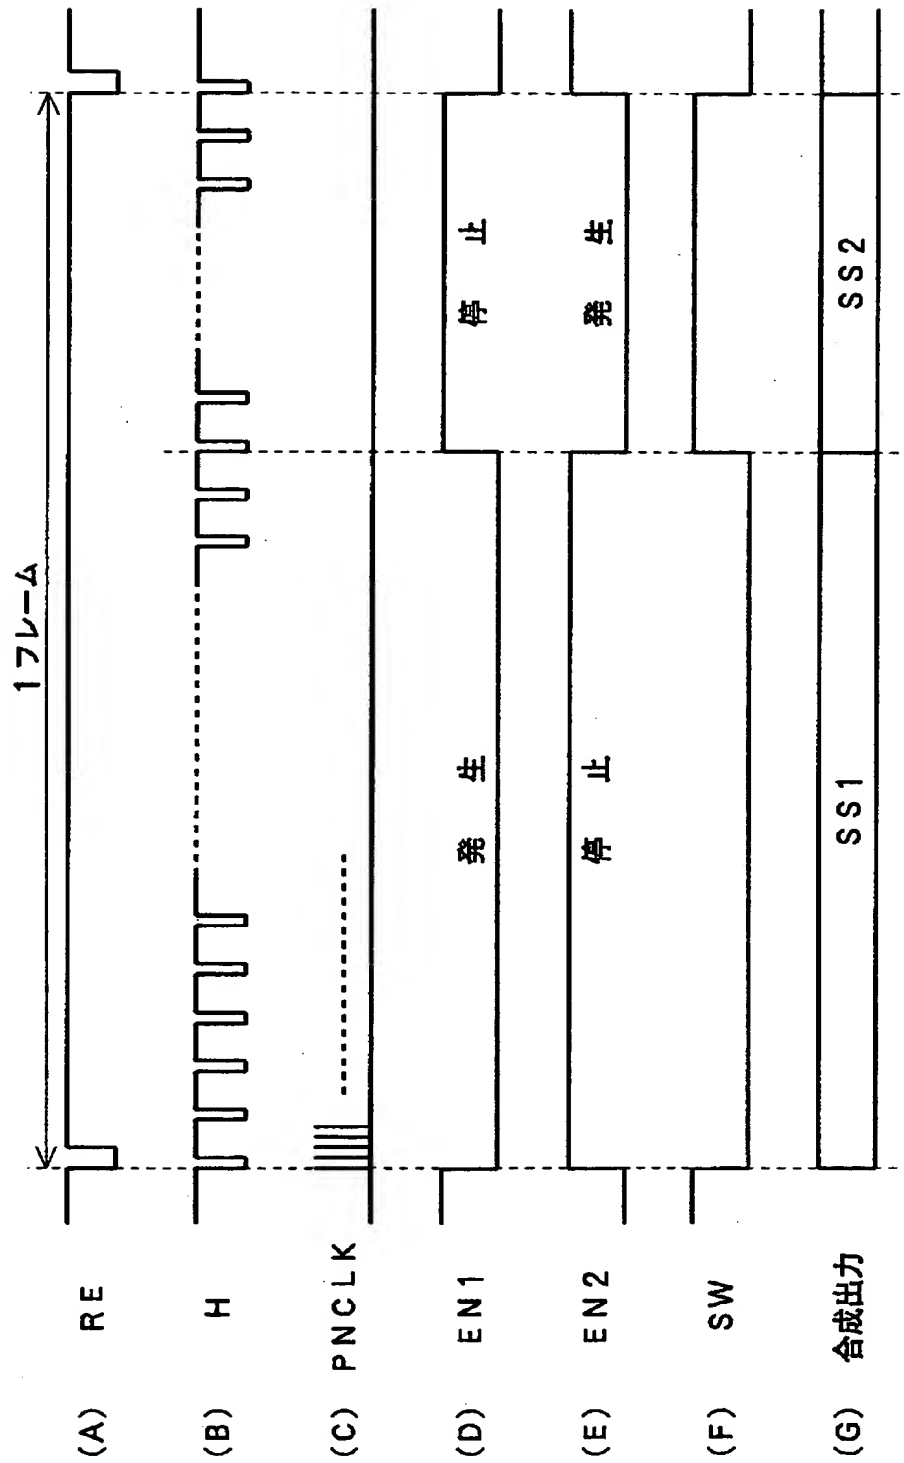 1フレーム
(A) RE
(B) H
(C) PNCLK
(D) EN1 発生 停止
(E) EN2 停止 発生
(F) SW
(G) 合成出力 SS1 SS2